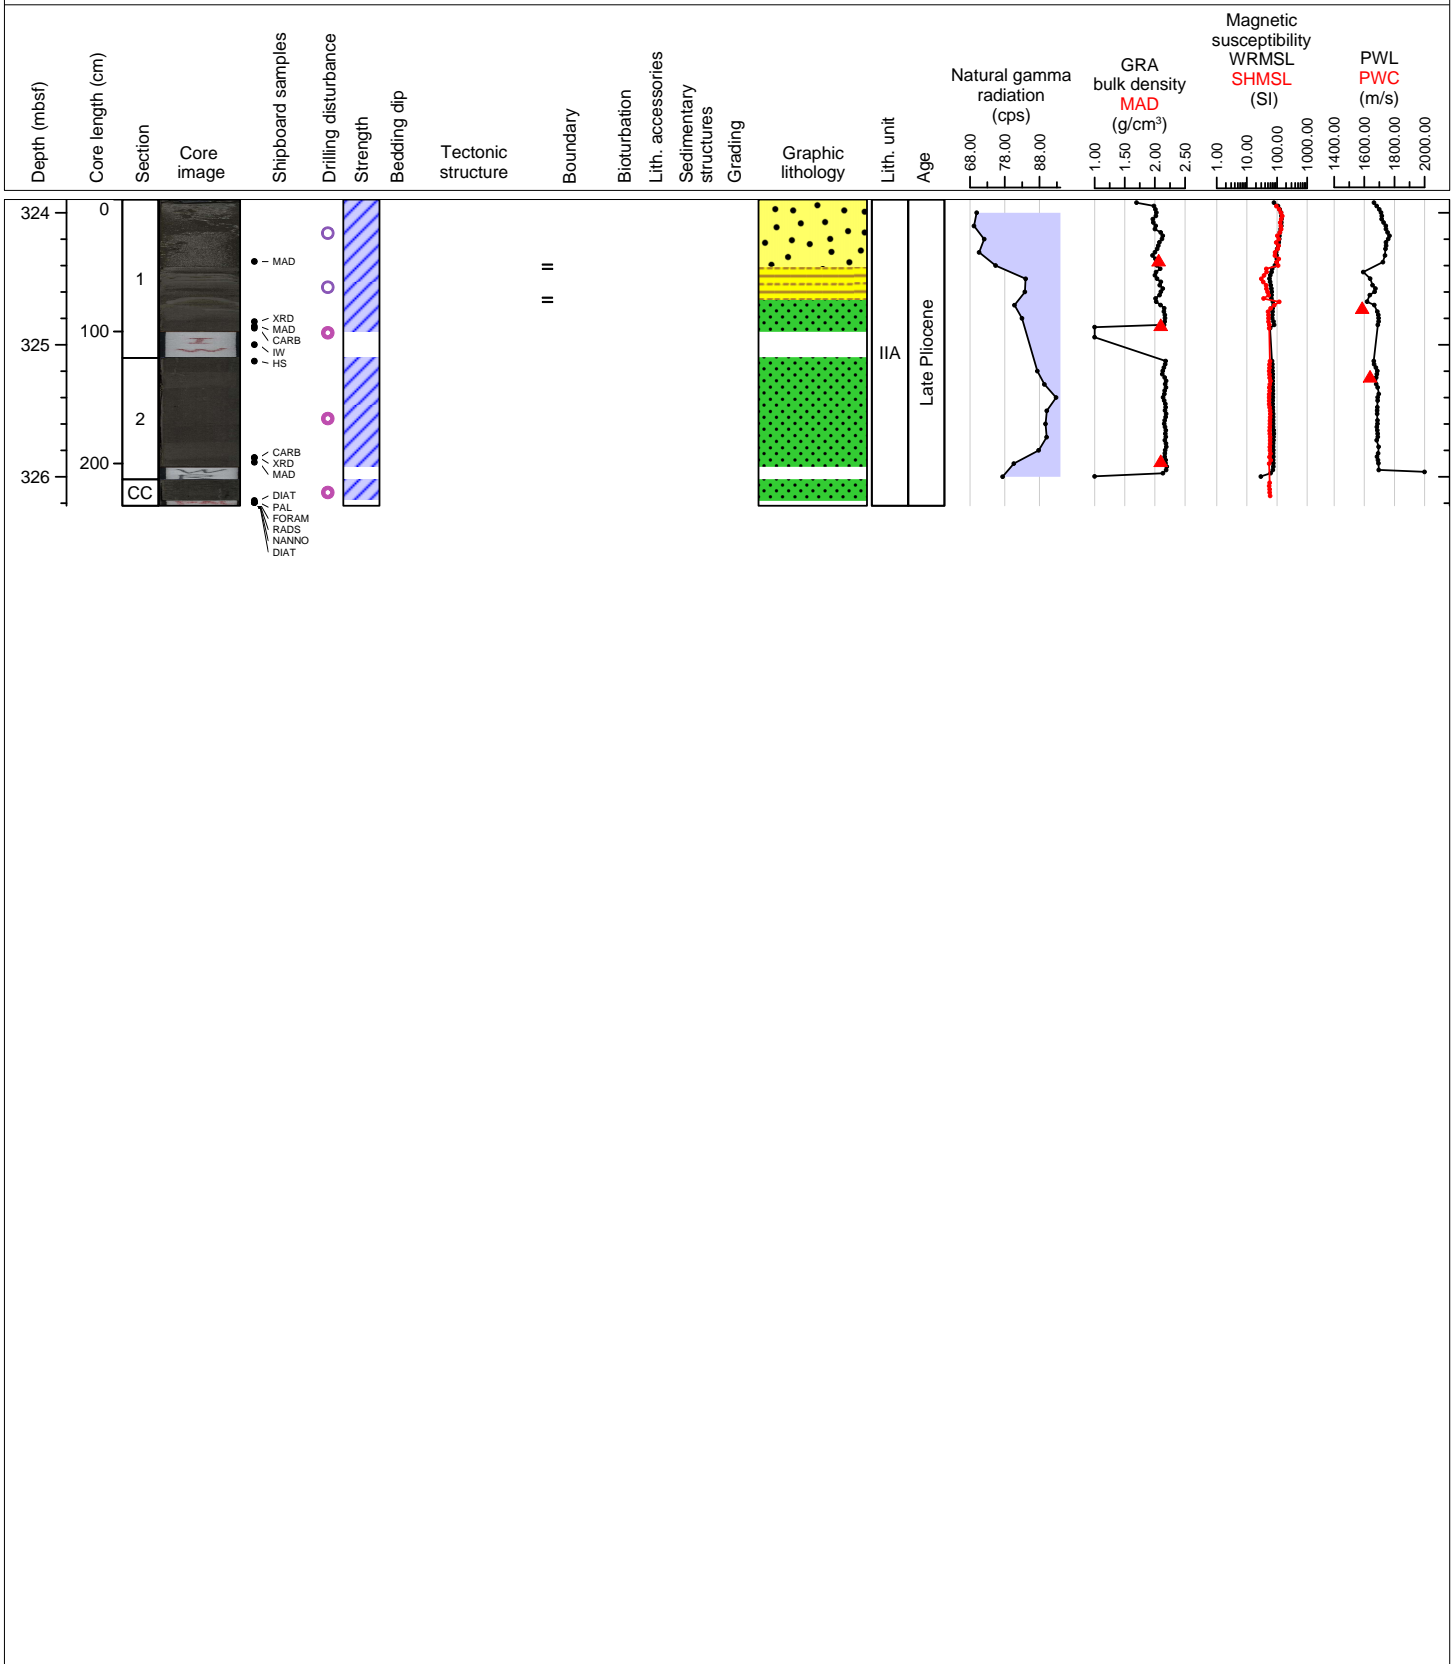 Depth (mbsf)
Core length (cm)
Section
Core
image
Shipboard samples
Drilling disturbance
Strength
Bedding dip
Tectonic
structure
Boundary
Bioturbation
Lith. accessories
Sedimentary
structures
Grading
Graphic
lithology
Lith. unit
Age
Natural gamma
radiation
(cps)
68.00 78.00 88.00
GRA
bulk density
MAD
(g/cm³)
1.00 1.50 2.00 2.50
Magnetic
susceptibility
WRMSL
SHMSL
(SI)
1.00 10.00 100.00 1000.00
PWL
PWC
(m/s)
1400.00 1600.00 1800.00 2000.00
324
325
326
0
100
200
1
2
CC
MAD
XRD
MAD
CARB
IW
HS
CARB
XRD
MAD
DIAT
PAL
FORAM
RADS
NANNO
DIAT
=
=
IIA
Late Pliocene